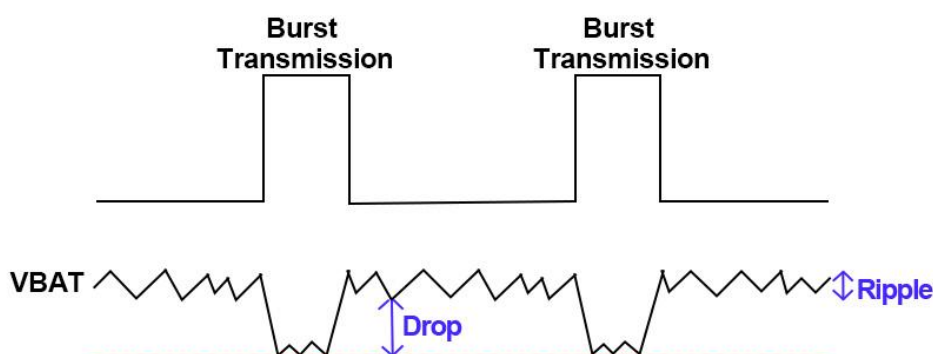 Burst
Transmission
Burst
Transmission
VBAT
Ripple
Drop